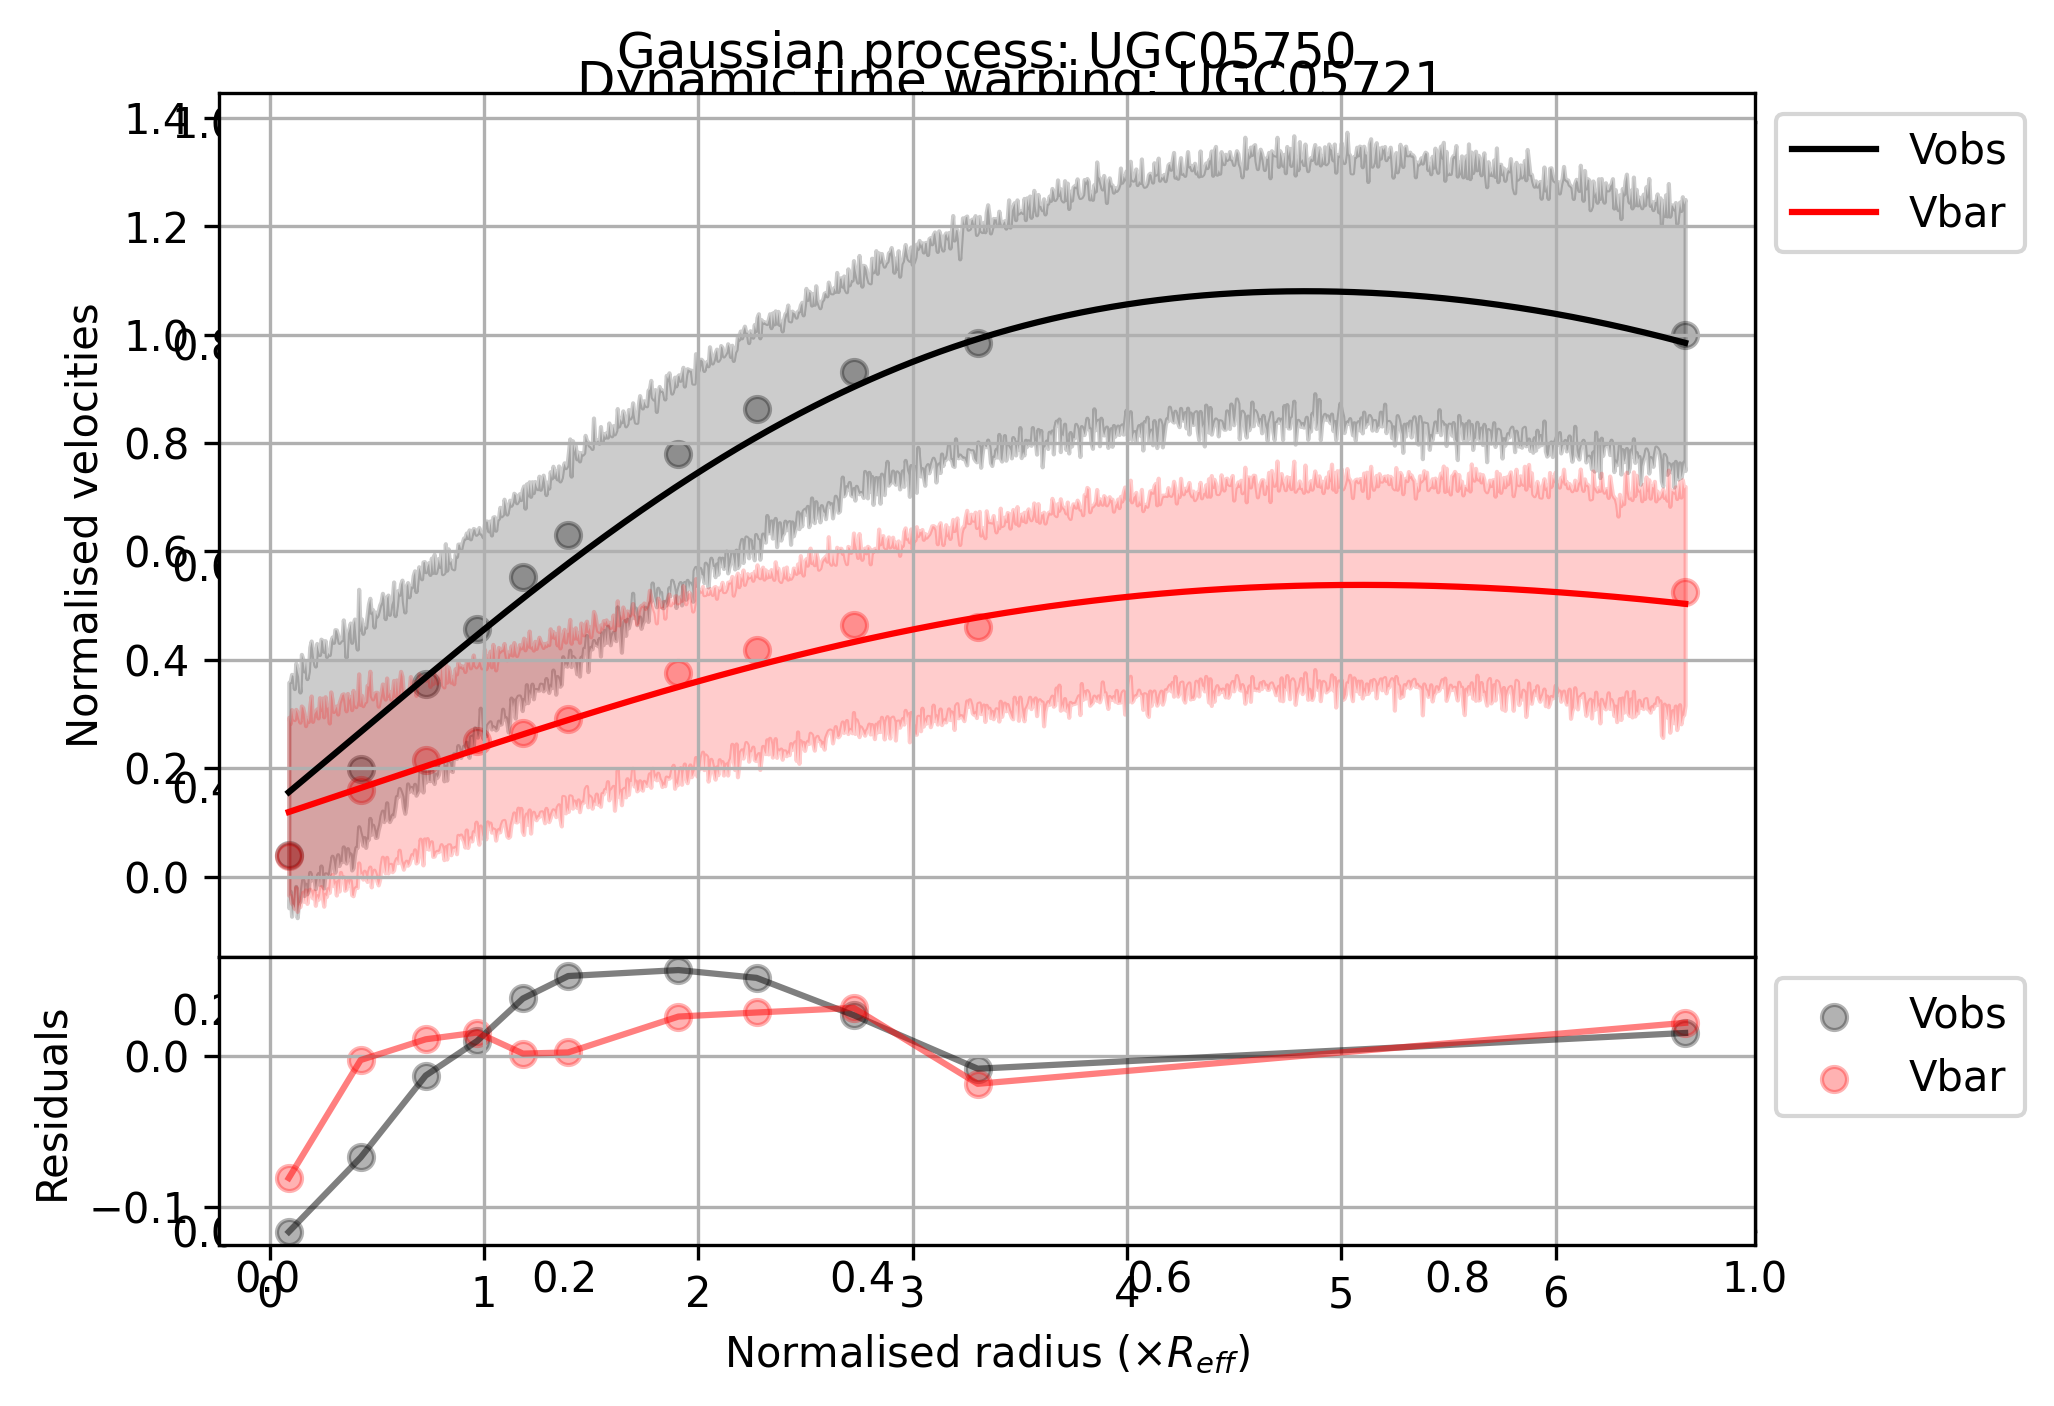 Gaussian process: UGC05750
Dynamic time warping: UGC05721
1.4
1.2
1.0
0.8
0.6
0.4
0.2
0.0
Normalised velocities
Vobs
Vbar
0.0
−0.1
Residuals
Vobs
Vbar
0.0 0.2 0.4 0.6 0.8 1.0
0 1 2 3 4 5 6
Normalised radius (×R_eff)